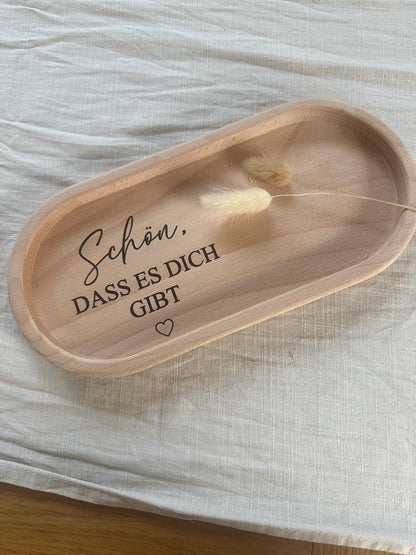 Schön,
DASS ES DICH
GIBT